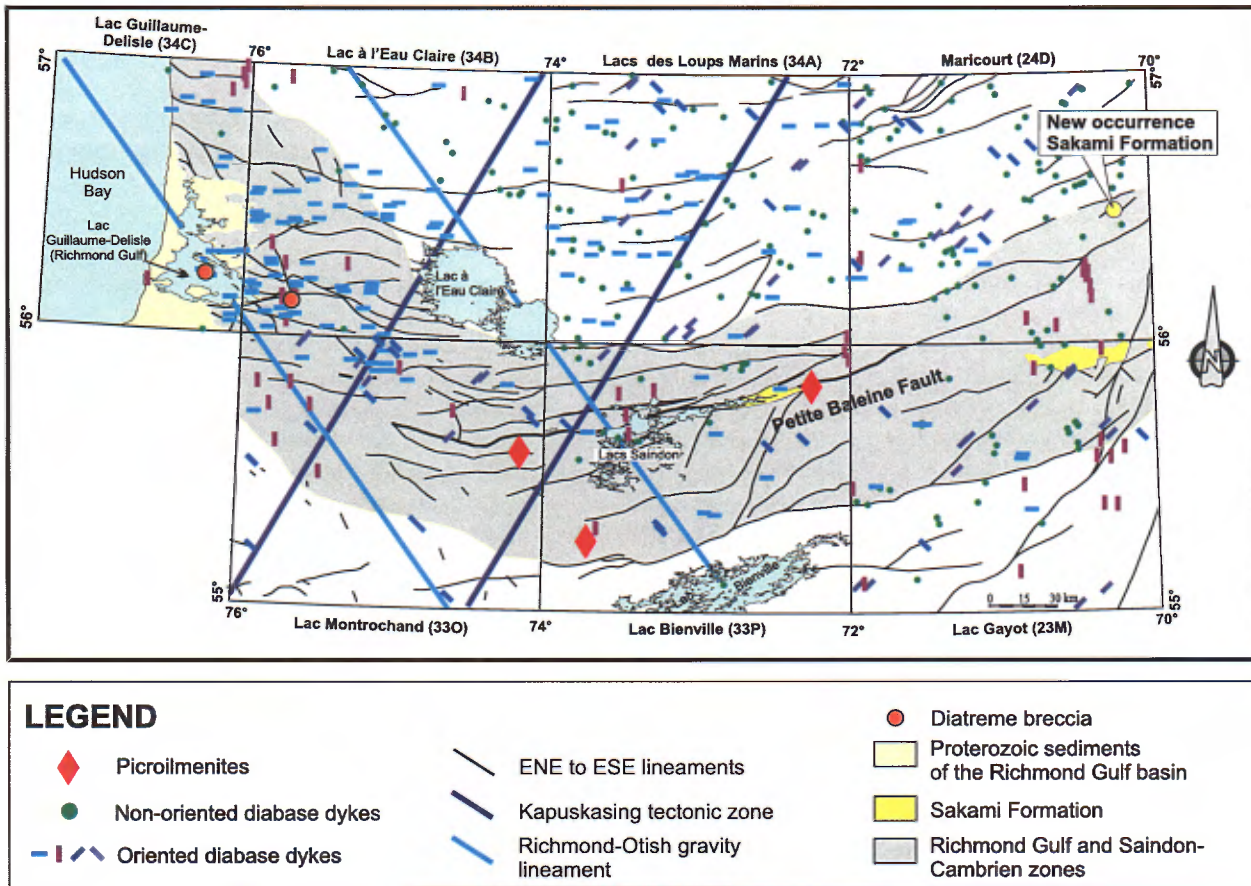 Lac Guillaume-
Delisle (34C)
Lac à l'Eau Claire (34B)
Lacs des Loups Marins (34A)
Maricourt (24D)
57°
76°
74°
72°
70°
57°
New occurrence
Sakami Formation
Hudson
Bay
Lac
Guillaume-Delisle
(Richmond Gulf)
Lac à
l'Eau Claire
56°
56°
Petite Baleine Fault
Lacs Saindon
N
Bienville
0 15 30 km
55°
55°
76°
74°
72°
70°
Lac Montrochand (33O)
Lac Bienville (33P)
Lac Gayot (23M)
LEGEND
Picroilmenites
Non-oriented diabase dykes
Oriented diabase dykes
ENE to ESE lineaments
Kapuskasing tectonic zone
Richmond-Otish gravity
lineament
Diatreme breccia
Proterozoic sediments
of the Richmond Gulf basin
Sakami Formation
Richmond Gulf and Saindon-
Cambrien zones